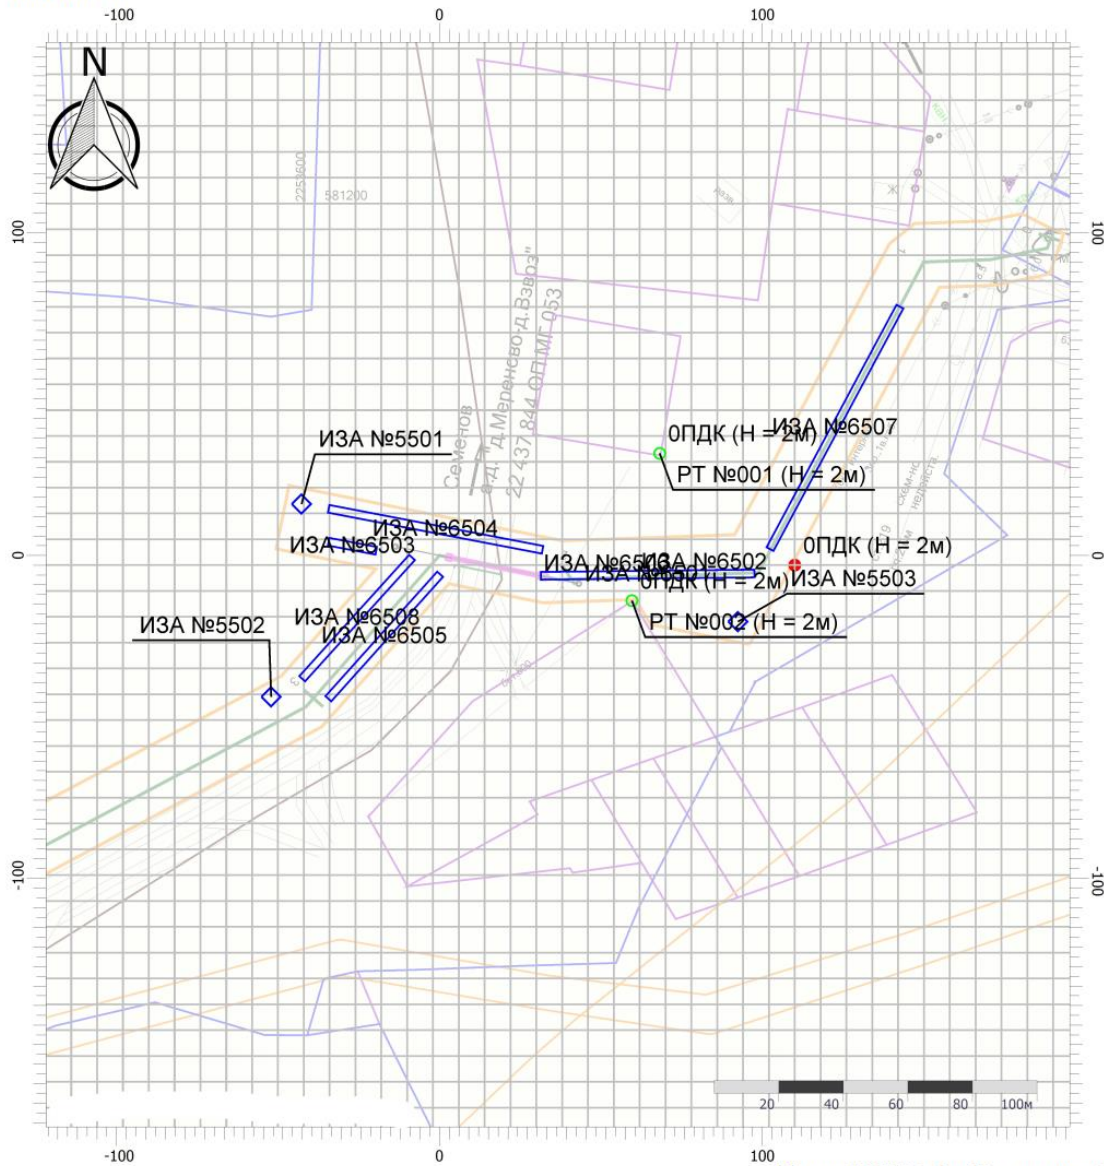 -100 0 100
N
2253600
581200
100
100
Семенов
а.д. "д.Меренсво-д.Взвоз"
22 437 844 ОП МГ 053
ИЗА №5501
0ПДК (Н = 2м)
ИЗА №6507
РТ №001 (Н = 2м)
ИЗА №6504
ИЗА №6503
0
0
0ПДК (Н = 2м)
ИЗА №6502
0ПДК (Н = 2м)
ИЗА №5503
ИЗА №6508
ИЗА №5502
ИЗА №6505
РТ №002 (Н = 2м)
-100
-100
20 40 60 80 100м
-100 0 100